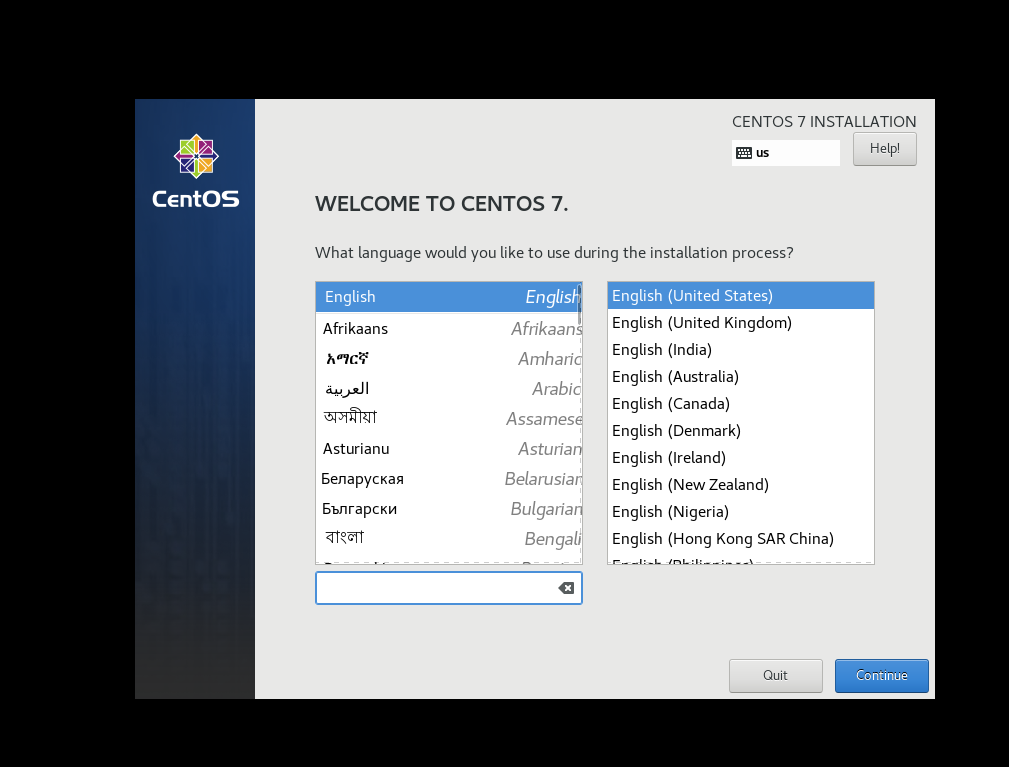 CentOS
CENTOS 7 INSTALLATION
us
Help!
WELCOME TO CENTOS 7.
What language would you like to use during the installation process?
English English
Afrikaans Afrikaans
አማርኛ Amharic
العربية Arabic
অসমীয়া Assamese
Asturianu Asturian
Беларуская Belarusian
Български Bulgarian
বাংলা Bengali
English (United States)
English (United Kingdom)
English (India)
English (Australia)
English (Canada)
English (Denmark)
English (Ireland)
English (New Zealand)
English (Nigeria)
English (Hong Kong SAR China)
English (Philippines)
Quit
Continue